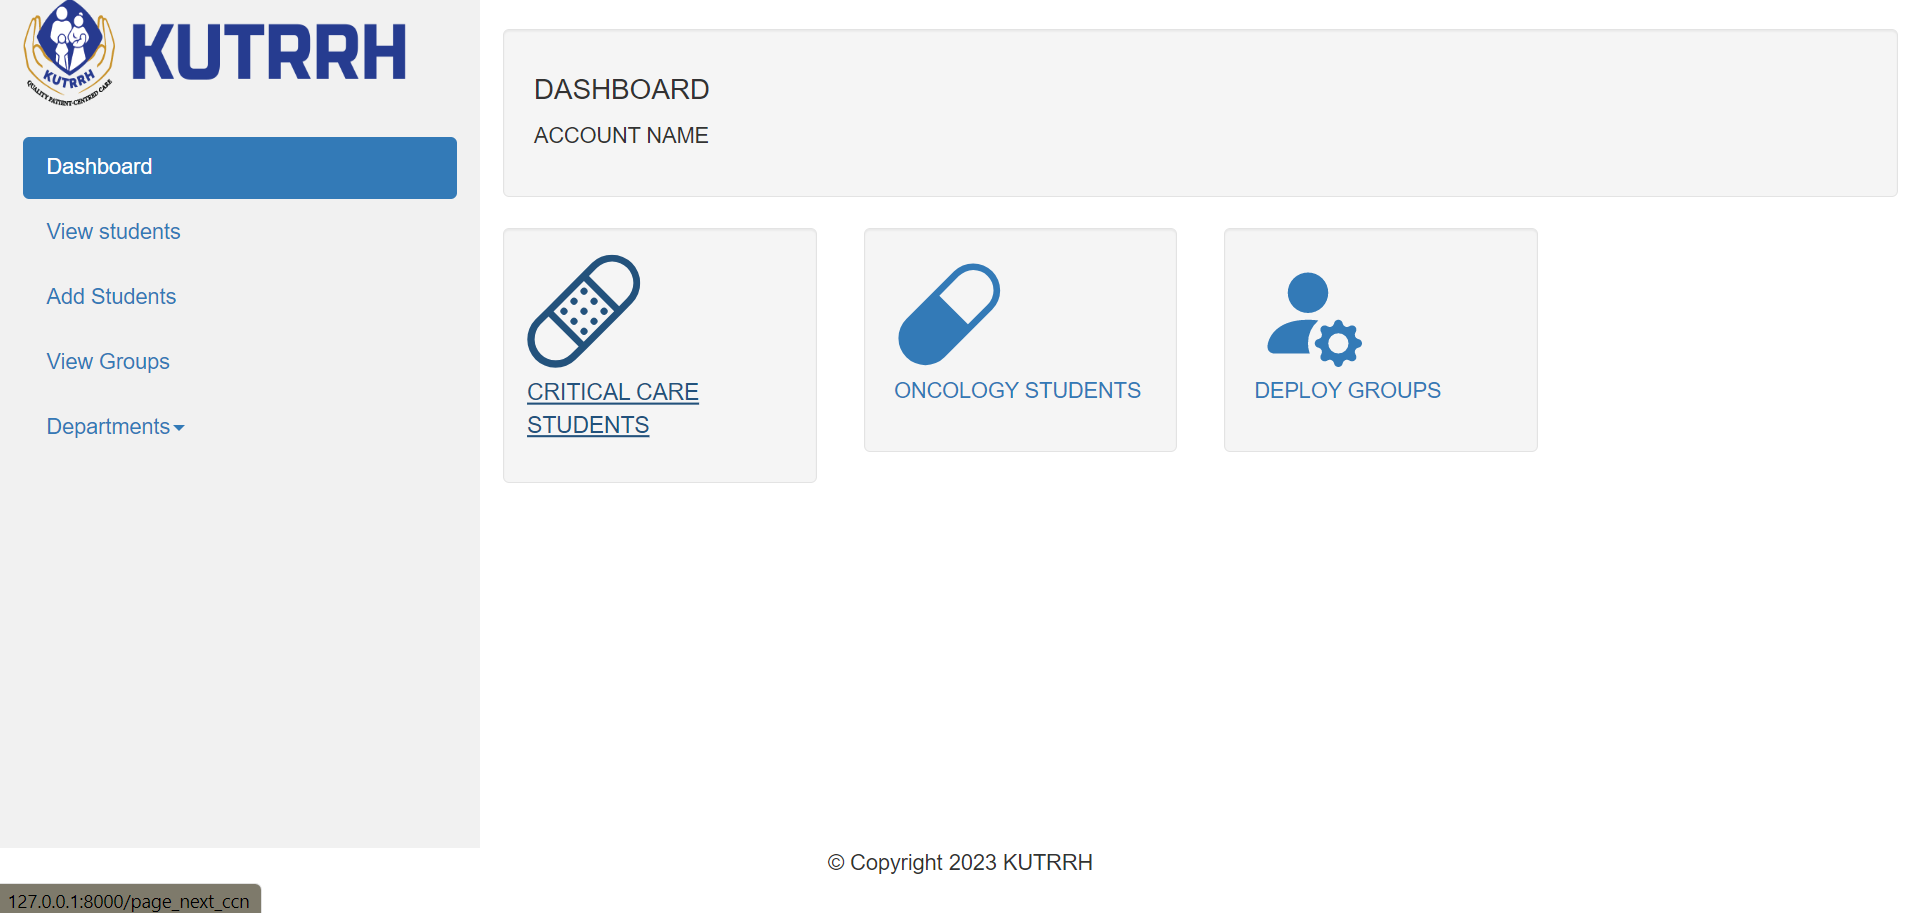 KUTRRH
KUTRRH
QUALITY PATIENT-CENTRED CARE
Dashboard
View students
Add Students
View Groups
Departments
DASHBOARD
ACCOUNT NAME
CRITICAL CARE
STUDENTS
ONCOLOGY STUDENTS
DEPLOY GROUPS
© Copyright 2023 KUTRRH
127.0.0.1:8000/page_next_ccn